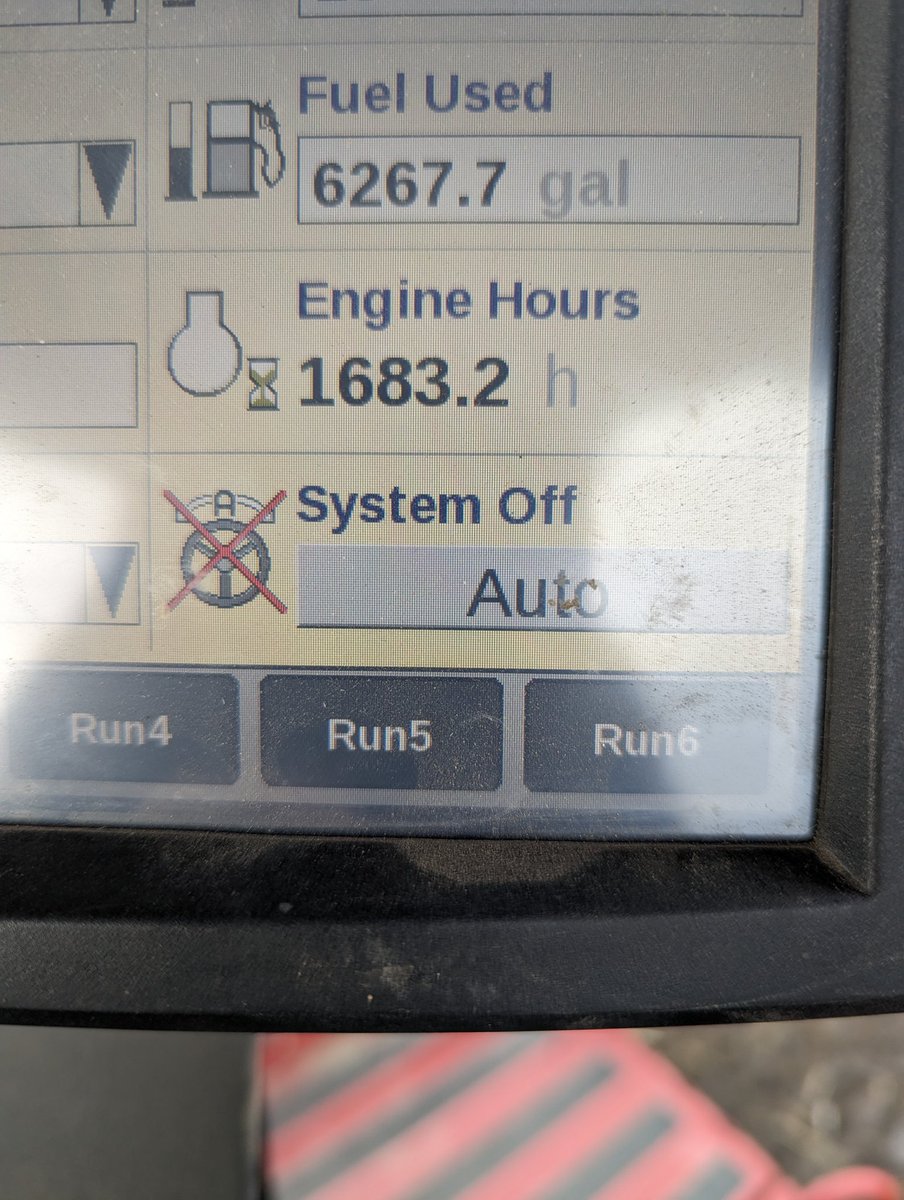 Fuel Used
6267.7 gal
Engine Hours
1683.2 h
System Off
Auto
Run4 Run5 Run6